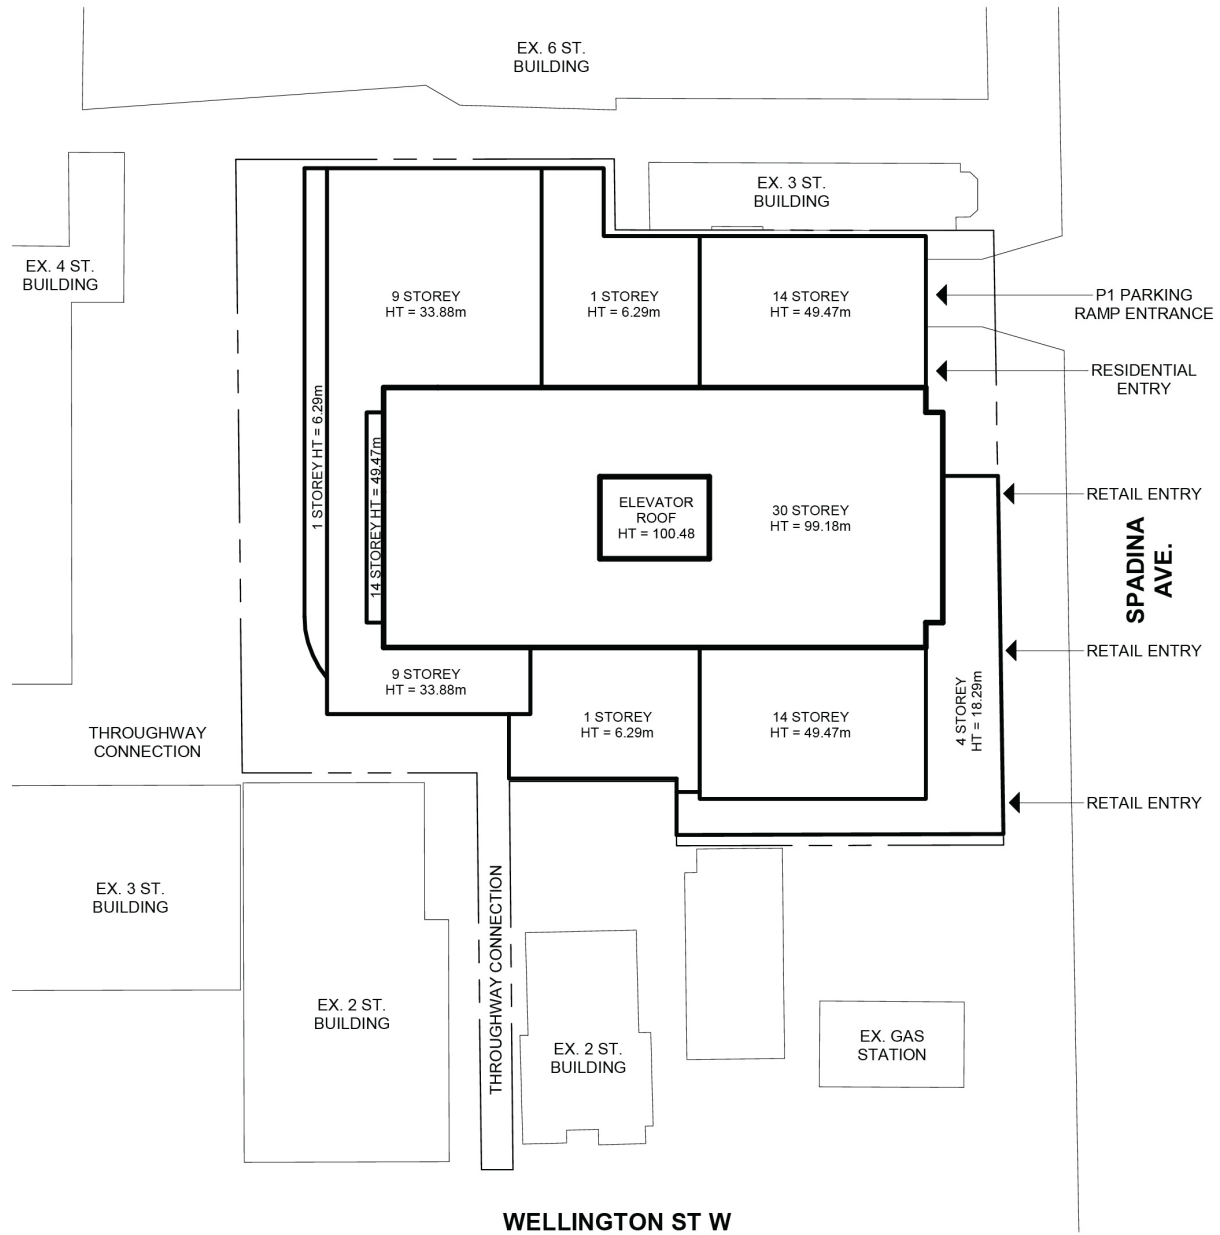 EX. 6 ST.
BUILDING
EX. 3 ST.
BUILDING
EX. 4 ST.
BUILDING
9 STOREY
HT = 33.88m
1 STOREY
HT = 6.29m
14 STOREY
HT = 49.47m
P1 PARKING
RAMP ENTRANCE
RESIDENTIAL
ENTRY
1 STOREY HT = 6.29m
14 STOREY HT = 49.47m
ELEVATOR
ROOF
HT = 100.48
30 STOREY
HT = 99.18m
RETAIL ENTRY
SPADINA
AVE.
RETAIL ENTRY
9 STOREY
HT = 33.88m
1 STOREY
HT = 6.29m
14 STOREY
HT = 49.47m
4 STOREY
HT = 18.29m
THROUGHWAY
CONNECTION
RETAIL ENTRY
EX. 3 ST.
BUILDING
THROUGHWAY CONNECTION
EX. 2 ST.
BUILDING
EX. 2 ST.
BUILDING
EX. GAS
STATION
WELLINGTON ST W